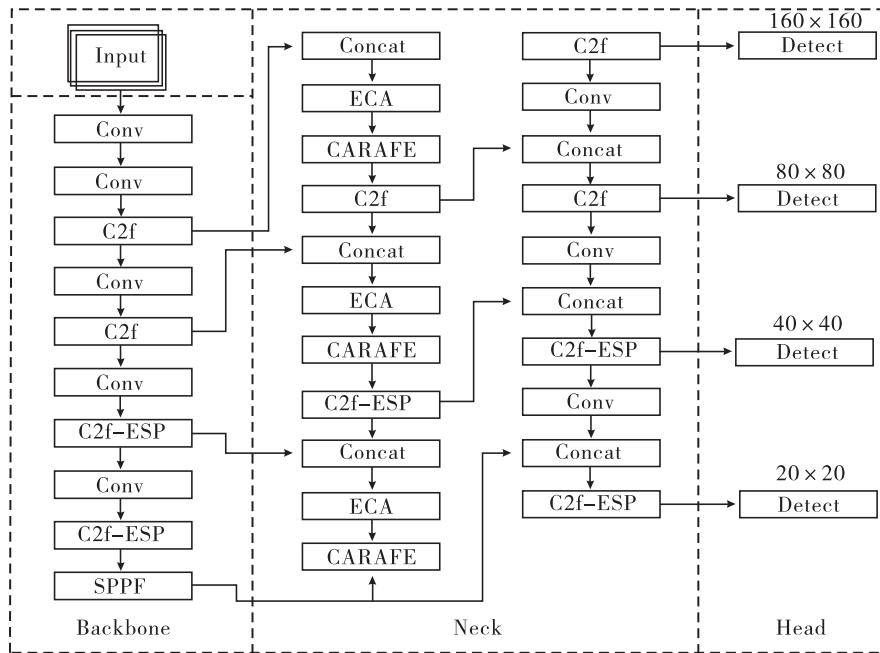 Input
Conv
Conv
C2f
Conv
C2f
Conv
C2f-ESP
Conv
C2f-ESP
SPPF
Backbone
Concat
ECA
CARAFE
C2f
Concat
ECA
CARAFE
C2f-ESP
Concat
ECA
CARAFE
C2f
Conv
Concat
C2f
Conv
Concat
C2f-ESP
Conv
Concat
C2f-ESP
Neck
160×160
Detect
80×80
Detect
40×40
Detect
20×20
Detect
Head